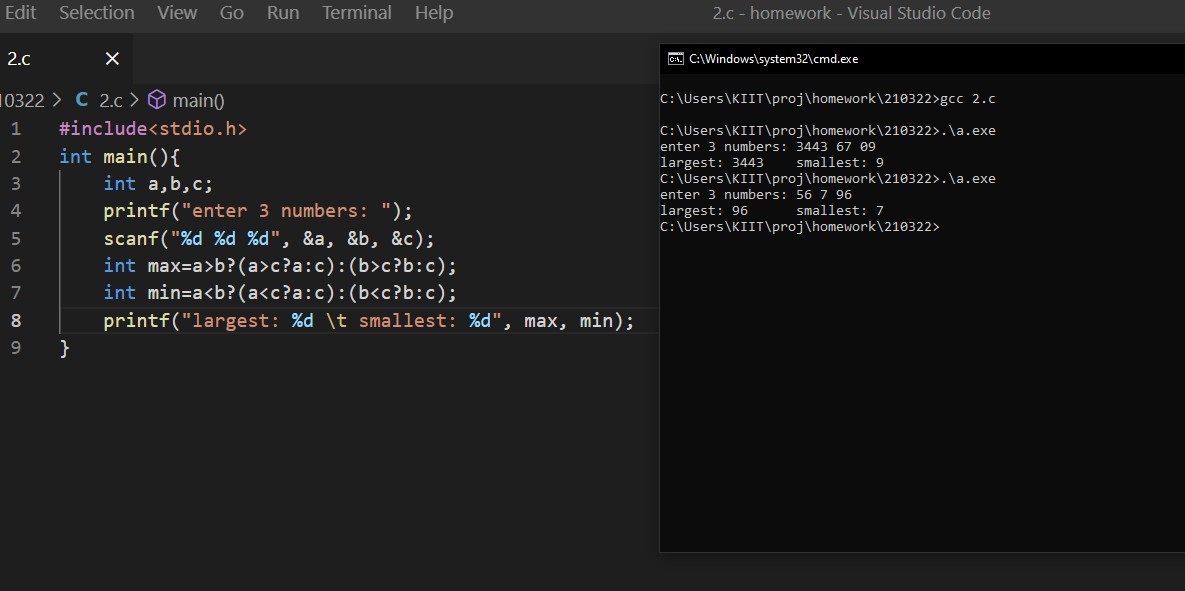 Edit Selection View Go Run Terminal Help 2.c - homework - Visual Studio Code
2.c
10322 > C 2.c > main()
1 #include<stdio.h>
2 int main(){
3 int a,b,c;
4 printf("enter 3 numbers: ");
5 scanf("%d %d %d", &a, &b, &c);
6 int max=a>b?(a>c?a:c):(b>c?b:c);
7 int min=a<b?(a<c?a:c):(b<c?b:c);
8 printf("largest: %d \t smallest: %d", max, min);
9 }
C:\Windows\system32\cmd.exe
C:\Users\KIIT\proj\homework\210322>gcc 2.c
C:\Users\KIIT\proj\homework\210322>.\a.exe
enter 3 numbers: 3443 67 09
largest: 3443    smallest: 9
C:\Users\KIIT\proj\homework\210322>.\a.exe
enter 3 numbers: 56 7 96
largest: 96      smallest: 7
C:\Users\KIIT\proj\homework\210322>